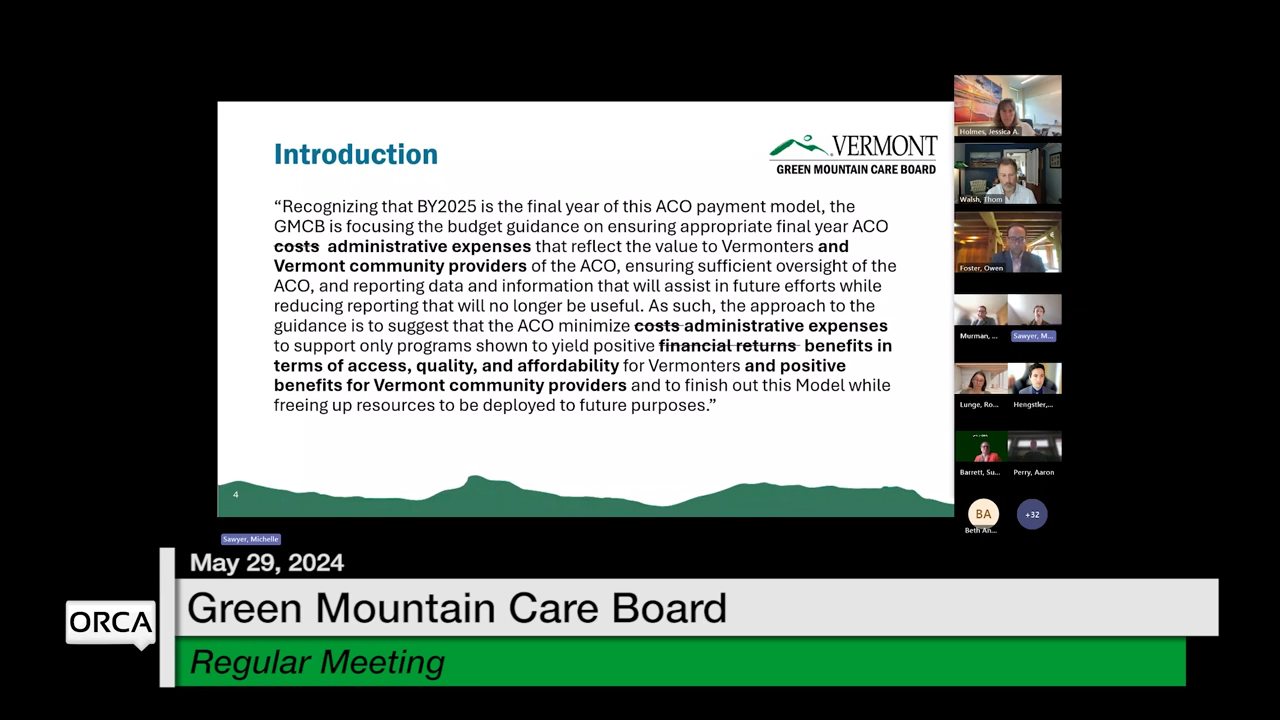 Introduction
VERMONT
GREEN MOUNTAIN CARE BOARD
“Recognizing that BY2025 is the final year of this ACO payment model, the
GMCB is focusing the budget guidance on ensuring appropriate final year ACO
costs administrative expenses that reflect the value to Vermonters and
Vermont community providers of the ACO, ensuring sufficient oversight of the
ACO, and reporting data and information that will assist in future efforts while
reducing reporting that will no longer be useful. As such, the approach to the
guidance is to suggest that the ACO minimize costs administrative expenses
to support only programs shown to yield positive financial returns benefits in
terms of access, quality, and affordability for Vermonters and positive
benefits for Vermont community providers and to finish out this Model while
freeing up resources to be deployed to future purposes.”
4
Holmes, Jessica A.
Walsh, Thom
Foster, Owen
Murman, ...
Sawyer, M...
Lunge, Ro...
Hengstler,...
Barrett, Su...
Perry, Aaron
BA
Beth An...
+32
Sawyer, Michelle
May 29, 2024
Green Mountain Care Board
ORCA
Regular Meeting